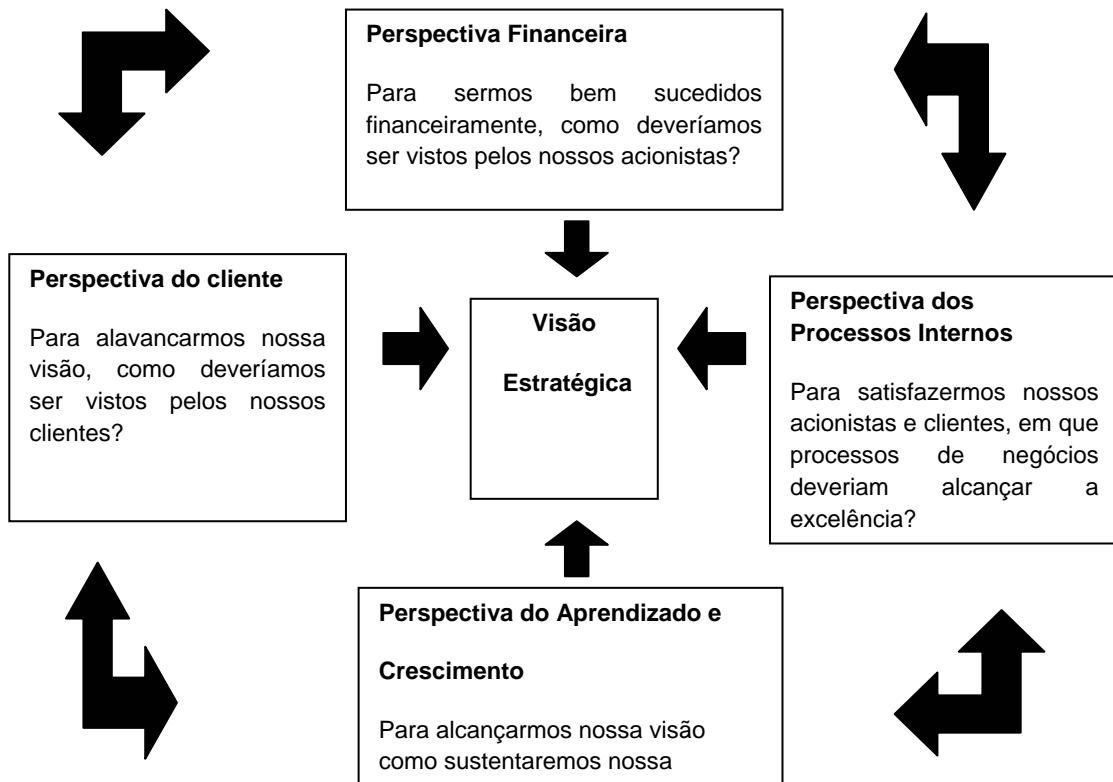 Perspectiva Financeira
Para sermos bem sucedidos
financeiramente, como deveríamos
ser vistos pelos nossos acionistas?
Perspectiva do cliente
Para alavancarmos nossa
visão, como deveríamos
ser vistos pelos nossos
clientes?
Visão
Estratégica
Perspectiva dos
Processos Internos
Para satisfazermos nossos
acionistas e clientes, em que
processos de negócios
deveriam alcançar a
excelência?
Perspectiva do Aprendizado e
Crescimento
Para alcançarmos nossa visão
como sustentaremos nossa